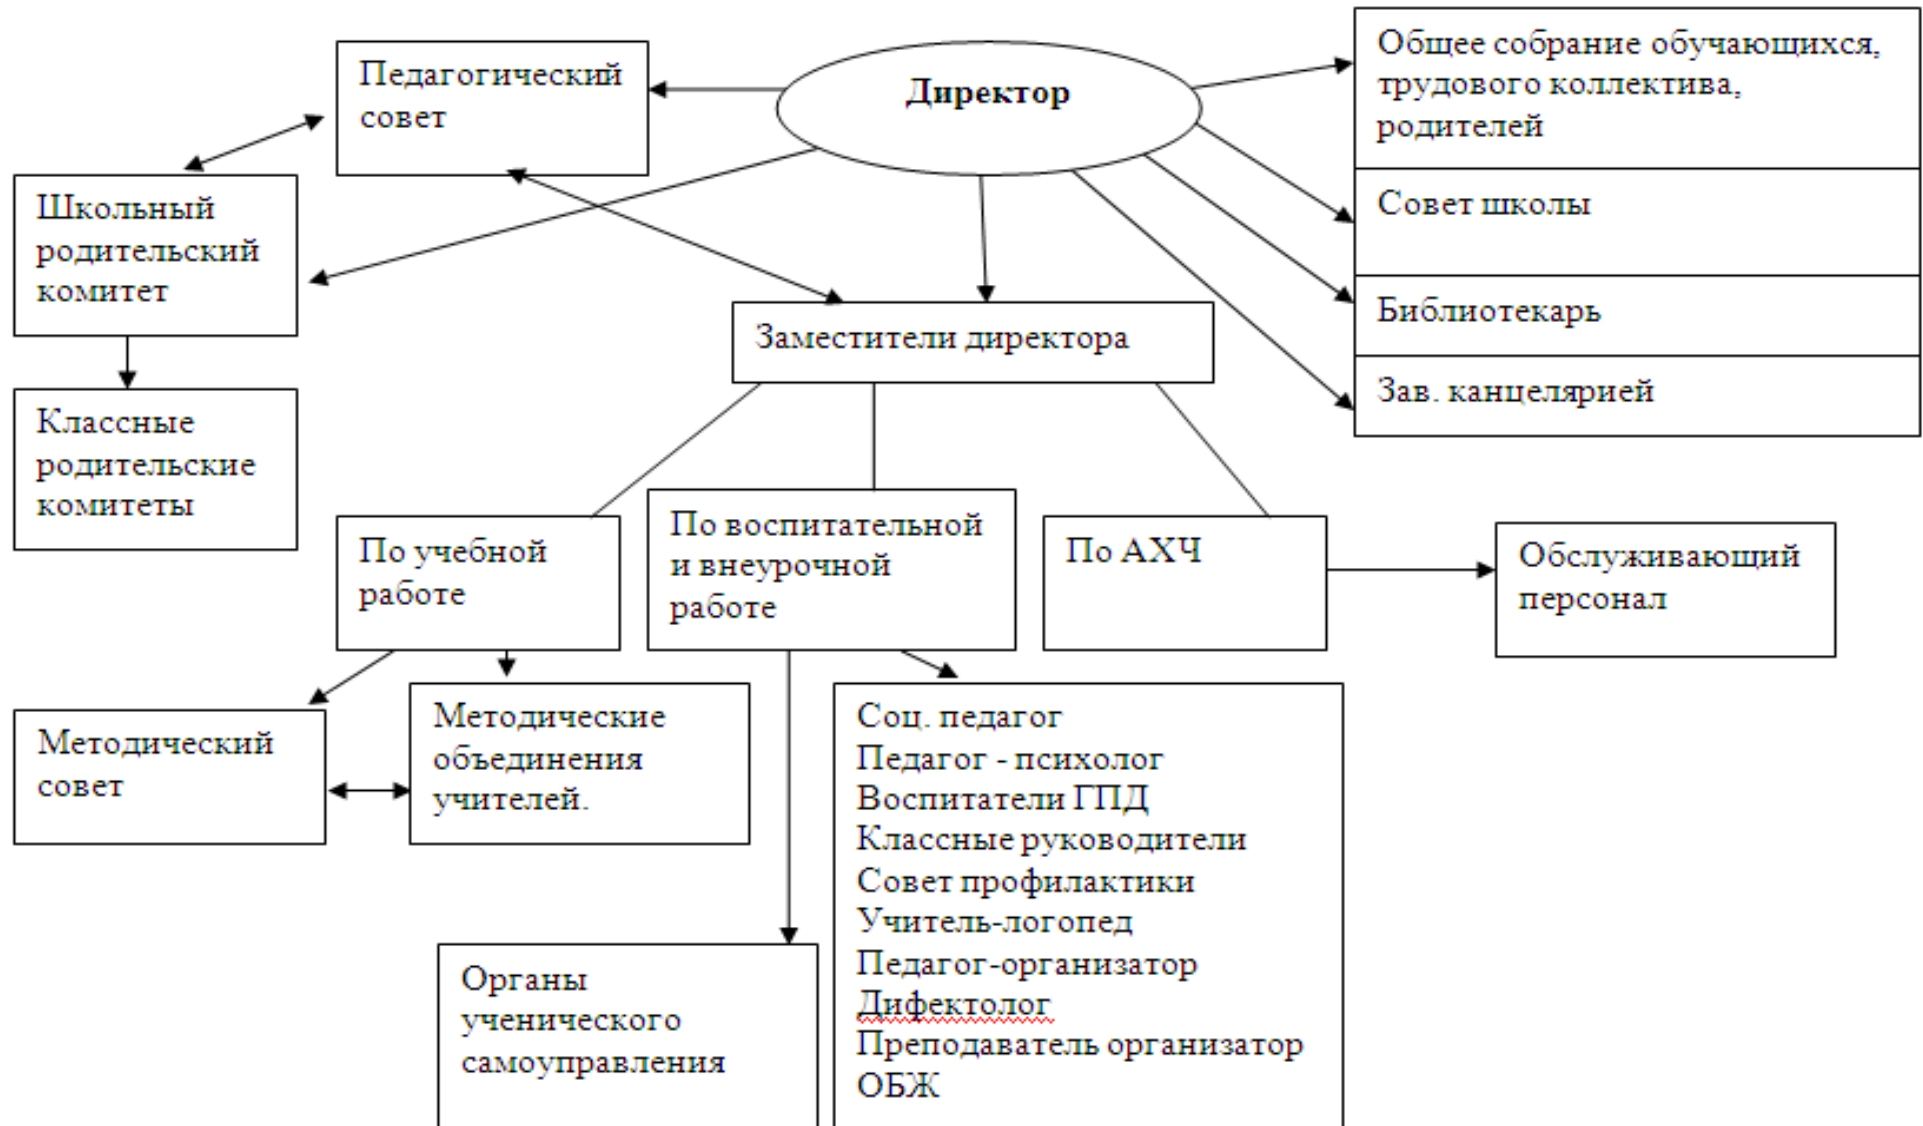 Педагогический
совет
Директор
Общее собрание обучающихся,
трудового коллектива,
родителей
Школьный
родительский
комитет
Совет школы
Библиотекарь
Заместители директора
Зав. канцелярией
Классные
родительские
комитеты
По учебной
работе
По воспитательной
и внеурочной
работе
По АХЧ
Обслуживающий
персонал
Методический
совет
Методические
объединения
учителей.
Соц. педагог
Педагог - психолог
Воспитатели ГПД
Классные руководители
Совет профилактики
Учитель-логопед
Педагог-организатор
Дифектолог
Преподаватель организатор
ОБЖ
Органы
ученического
самоуправления